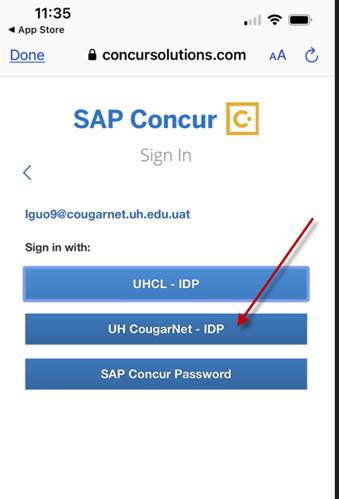 11:35
◀ App Store
Done concursolutions.com AA
SAP Concur C
Sign In
lguo9@cougarnet.uh.edu.uat
Sign in with:
UHCL - IDP
UH CougarNet - IDP
SAP Concur Password